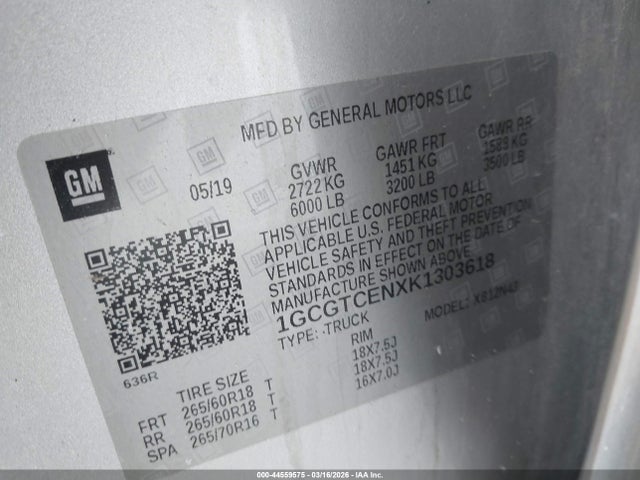 MFD BY GENERAL MOTORS LLC
GM
05/19
GVWR GAWR FRT GAWR RR
2722 KG 1451 KG 1588 KG
6000 LB 3200 LB 3500 LB
THIS VEHICLE CONFORMS TO ALL
APPLICABLE U.S. FEDERAL MOTOR
VEHICLE SAFETY AND THEFT PREVENTION
STANDARDS IN EFFECT ON THE DATE OF
MANUFACTURE SHOWN ABOVE
1GCGTCENXK1303618
TYPE: TRUCK MODEL:
636R
TIRE SIZE RIM
FRT 265/60R18 T 18X7.5J
RR 265/60R18 T 18X7.5J
SPA 265/70R16 T 16X7.0J
000-44559575 - 03/16/2026 - IAA Inc.